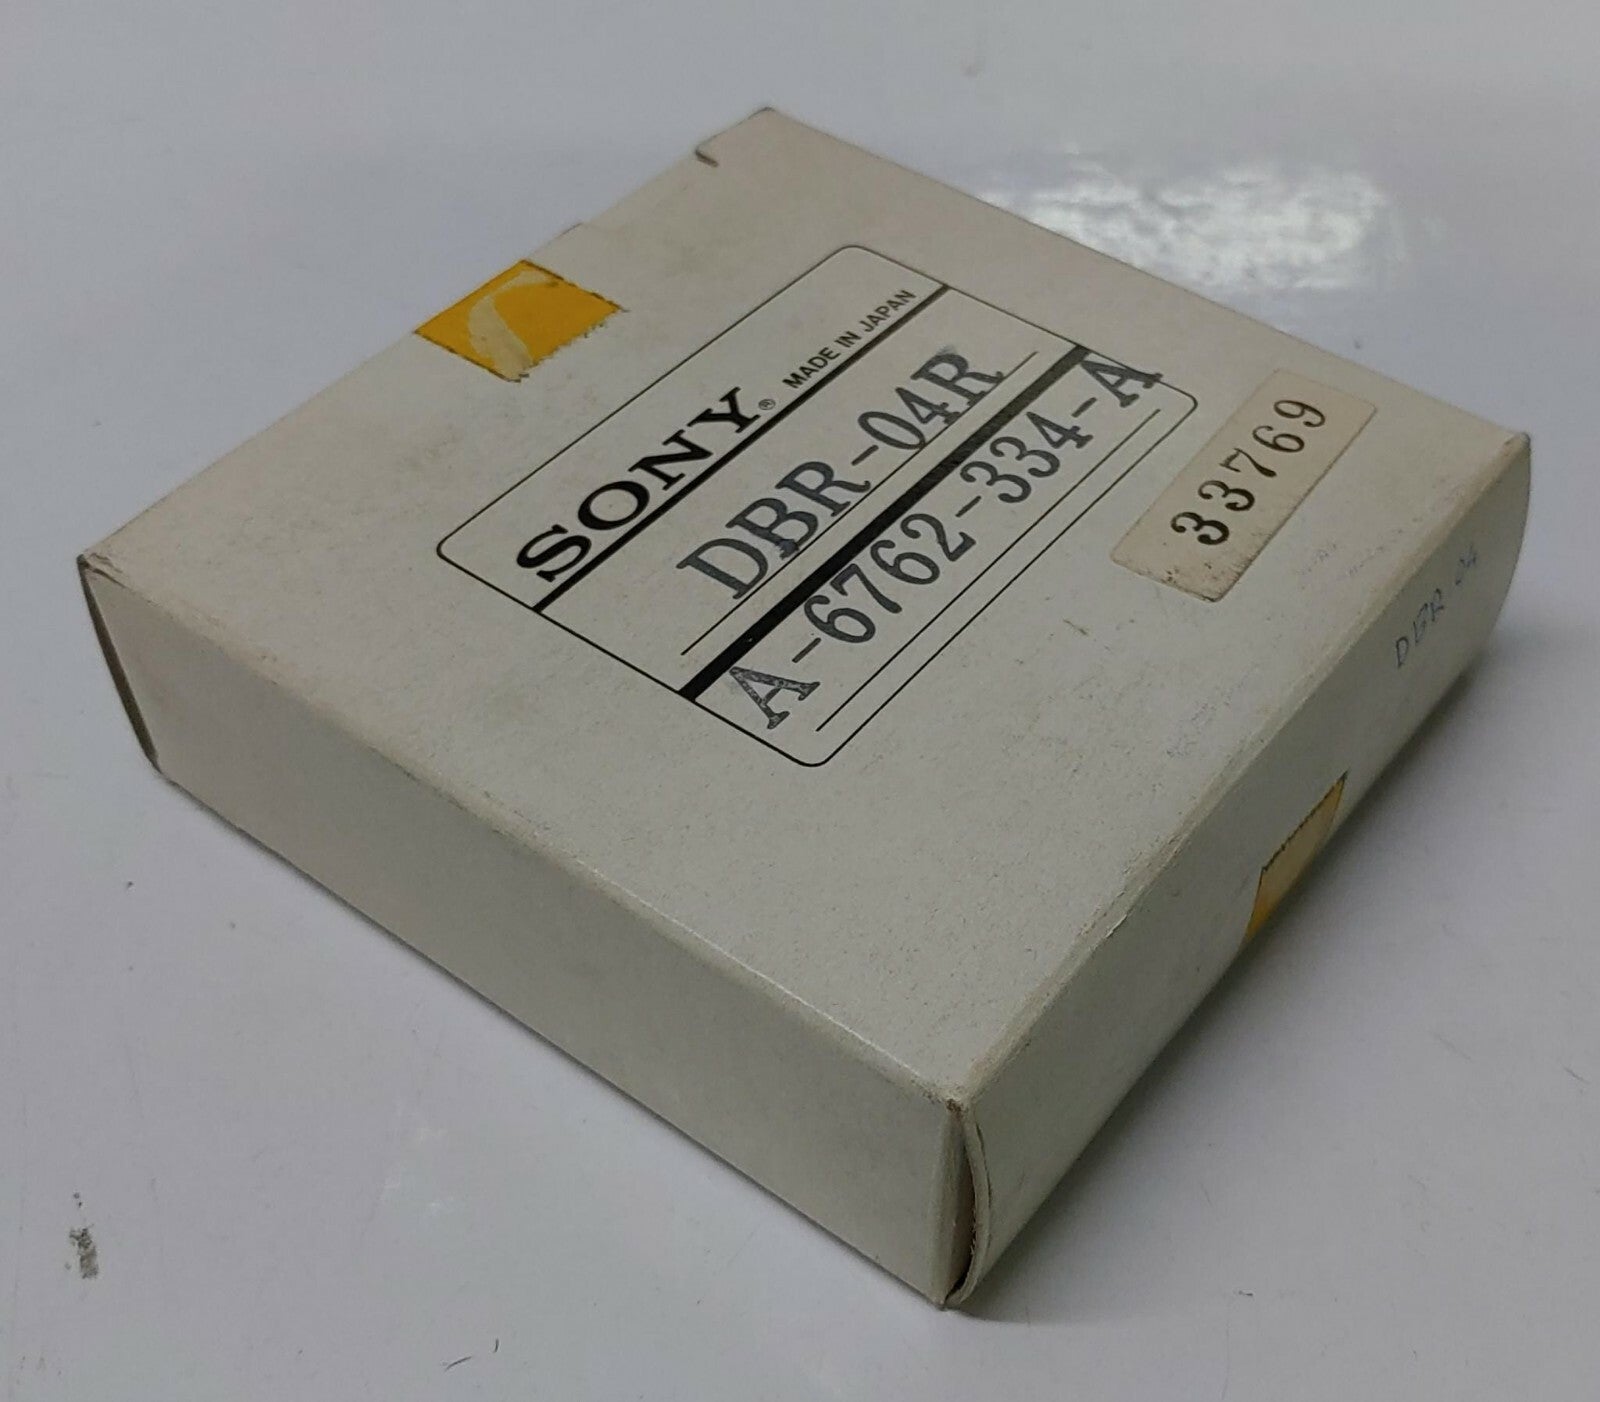 SONY® MADE IN JAPAN
DBR-04R
A-6762-334-A
33769
DBR 04